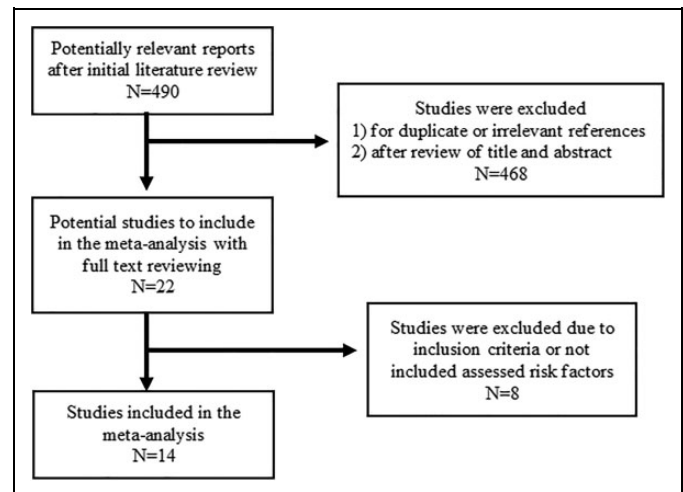 Potentially relevant reports
after initial literature review
N=490
Studies were excluded
1) for duplicate or irrelevant references
2) after review of title and abstract
N=468
Potential studies to include
in the meta-analysis with
full text reviewing
N=22
Studies were excluded due to
inclusion criteria or not
included assessed risk factors
N=8
Studies included in the
meta-analysis
N=14